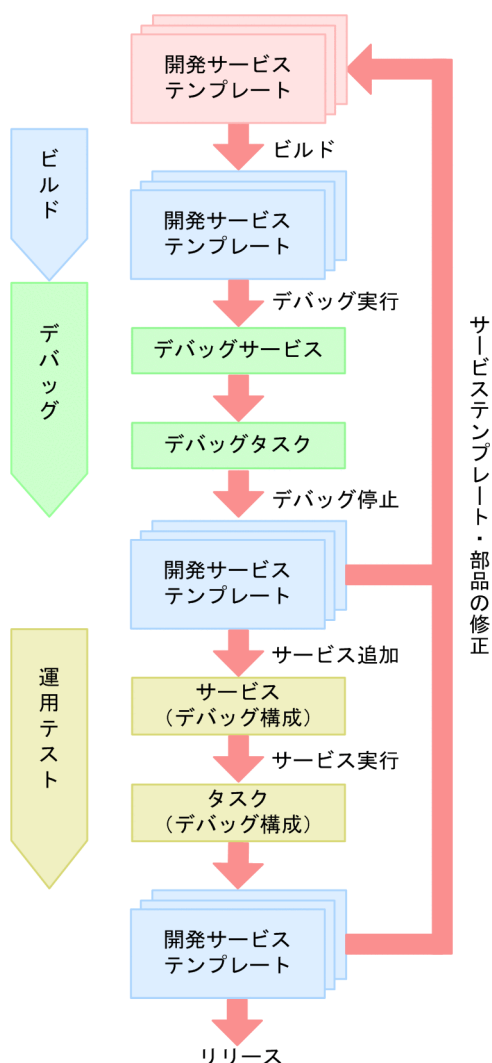 開発サービス
テンプレート
ビルド
ビルド
開発サービス
テンプレート
デバッグ実行
デバッグ
デバッグサービス
デバッグタスク
デバッグ停止
開発サービス
テンプレート
サービステンプレート・部品の修正
サービス追加
運用テスト
サービス
（デバッグ構成）
サービス実行
タスク
（デバッグ構成）
開発サービス
テンプレート
リリース